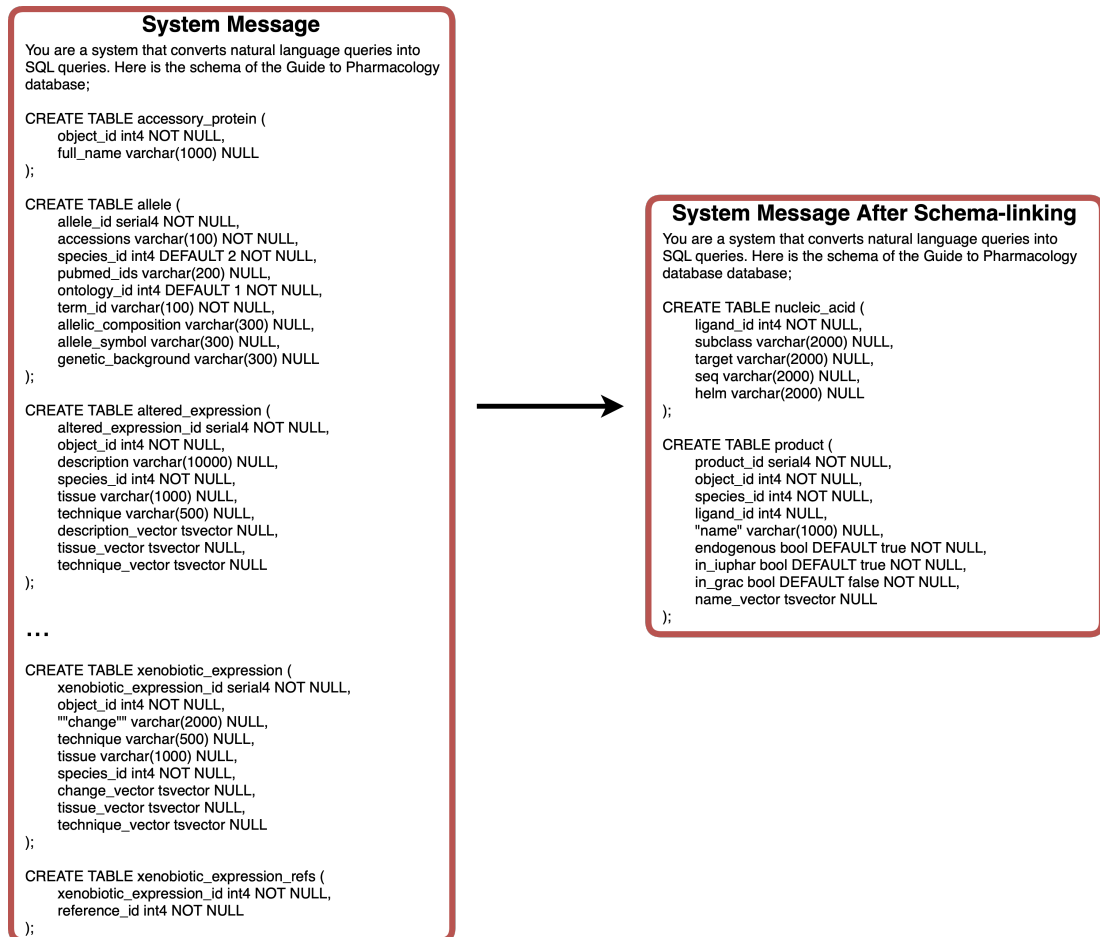 System Message
You are a system that converts natural language queries into
SQL queries. Here is the schema of the Guide to Pharmacology
database;
CREATE TABLE accessory_protein (
object_id int4 NOT NULL,
full_name varchar(1000) NULL
);
CREATE TABLE allele (
allele_id serial4 NOT NULL,
accessions varchar(100) NOT NULL,
species_id int4 DEFAULT 2 NOT NULL,
pubmed_ids varchar(200) NULL,
ontology_id int4 DEFAULT 1 NOT NULL,
term_id varchar(100) NOT NULL,
allelic_composition varchar(300) NULL,
allele_symbol varchar(300) NULL,
genetic_background varchar(300) NULL
);
CREATE TABLE altered_expression (
altered_expression_id serial4 NOT NULL,
object_id int4 NOT NULL,
description varchar(10000) NULL,
species_id int4 NOT NULL,
tissue varchar(1000) NULL,
technique varchar(500) NULL,
description_vector tsvector NULL,
tissue_vector tsvector NULL,
technique_vector tsvector NULL
);
...
CREATE TABLE xenobiotic_expression (
xenobiotic_expression_id serial4 NOT NULL,
object_id int4 NOT NULL,
""change"" varchar(2000) NULL,
technique varchar(500) NULL,
tissue varchar(1000) NULL,
species_id int4 NOT NULL,
change_vector tsvector NULL,
tissue_vector tsvector NULL,
technique_vector tsvector NULL
);
CREATE TABLE xenobiotic_expression_refs (
xenobiotic_expression_id int4 NOT NULL,
reference_id int4 NOT NULL
);
System Message After Schema-linking
You are a system that converts natural language queries into
SQL queries. Here is the schema of the Guide to Pharmacology
database database;
CREATE TABLE nucleic_acid (
ligand_id int4 NOT NULL,
subclass varchar(2000) NULL,
target varchar(2000) NULL,
seq varchar(2000) NULL,
helm varchar(2000) NULL
);
CREATE TABLE product (
product_id serial4 NOT NULL,
object_id int4 NOT NULL,
species_id int4 NOT NULL,
ligand_id int4 NULL,
"name" varchar(1000) NULL,
endogenous bool DEFAULT true NOT NULL,
in_iuphar bool DEFAULT true NOT NULL,
in_grac bool DEFAULT false NOT NULL,
name_vector tsvector NULL
);